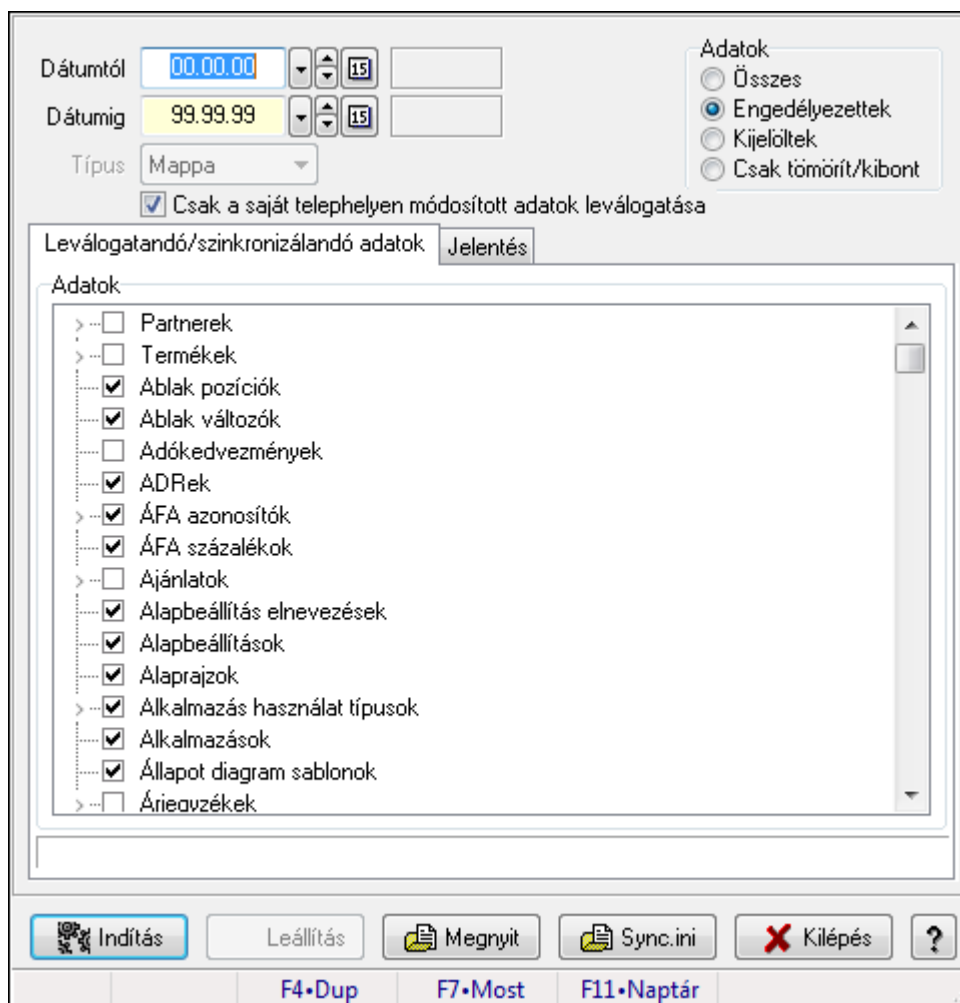 Dátumtól 00.00.00 15
Dátumig 99.99.99 15
Típus Mappa
Csak a saját telephelyen módosított adatok leválogatása
Adatok
Összes
Engedélyezettek
Kijelöltek
Csak tömörít/kibont
Leválogatandó/szinkronizálandó adatok Jelentés
Adatok
Partnerek
Termékek
Ablak pozíciók
Ablak változók
Adókedvezmények
ADRek
ÁFA azonosítók
ÁFA százalékok
Ajánlatok
Alapbeállítás elnevezések
Alapbeállítások
Alaprajzok
Alkalmazás használat típusok
Alkalmazások
Állapot diagram sablonok
Árjegyzékek
Indítás Leállítás Megnyit Sync.ini Kilépés ?
F4•Dup F7•Most F11•Naptár